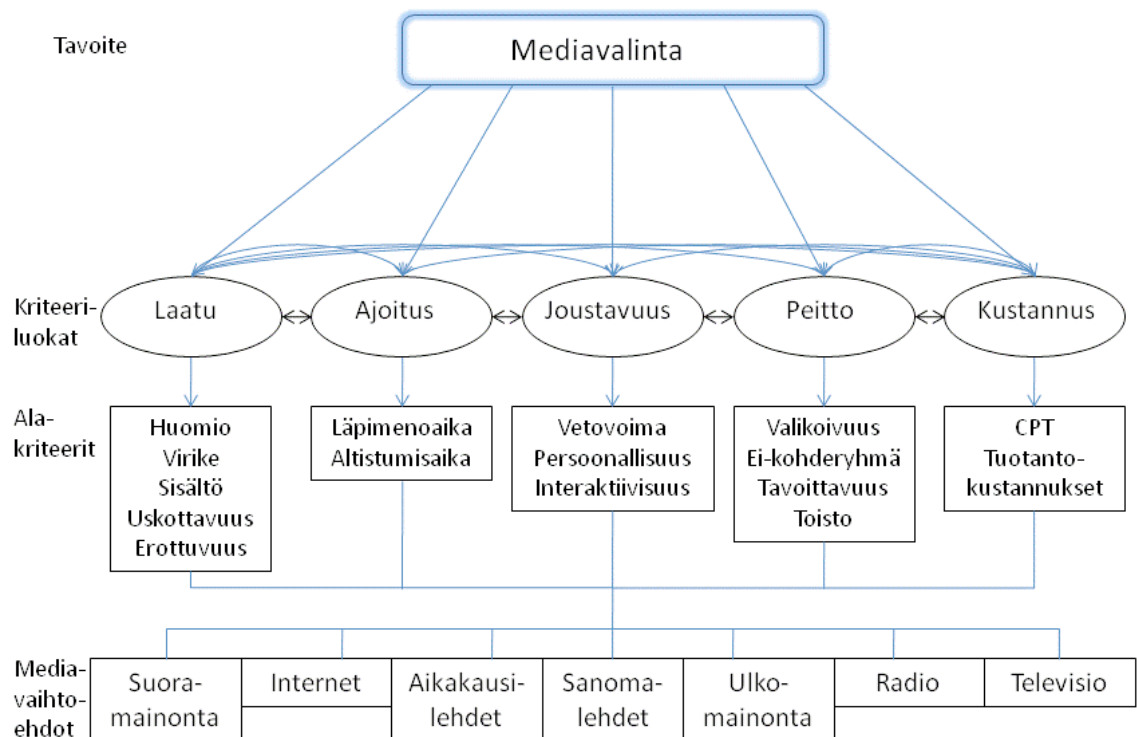 Tavoite
Mediavalinta
Kriteeri-
luokat
Laatu
Ajoitus
Joustavuus
Peitto
Kustannus
Ala-
kriteerit
Huomio
Virike
Sisältö
Uskottavuus
Erottuvuus
Läpimenoaika
Altistumisaika
Vetovoima
Persoonallisuus
Interaktiivisuus
Valikoivuus
Ei-kohderyhmä
Tavoittavuus
Toisto
CPT
Tuotanto-
kustannukset
Media-
vaihto-
ehdot
Suora-
mainonta
Internet
Aikakausi-
lehdet
Sanoma-
lehdet
Ulko-
mainonta
Radio
Televisio